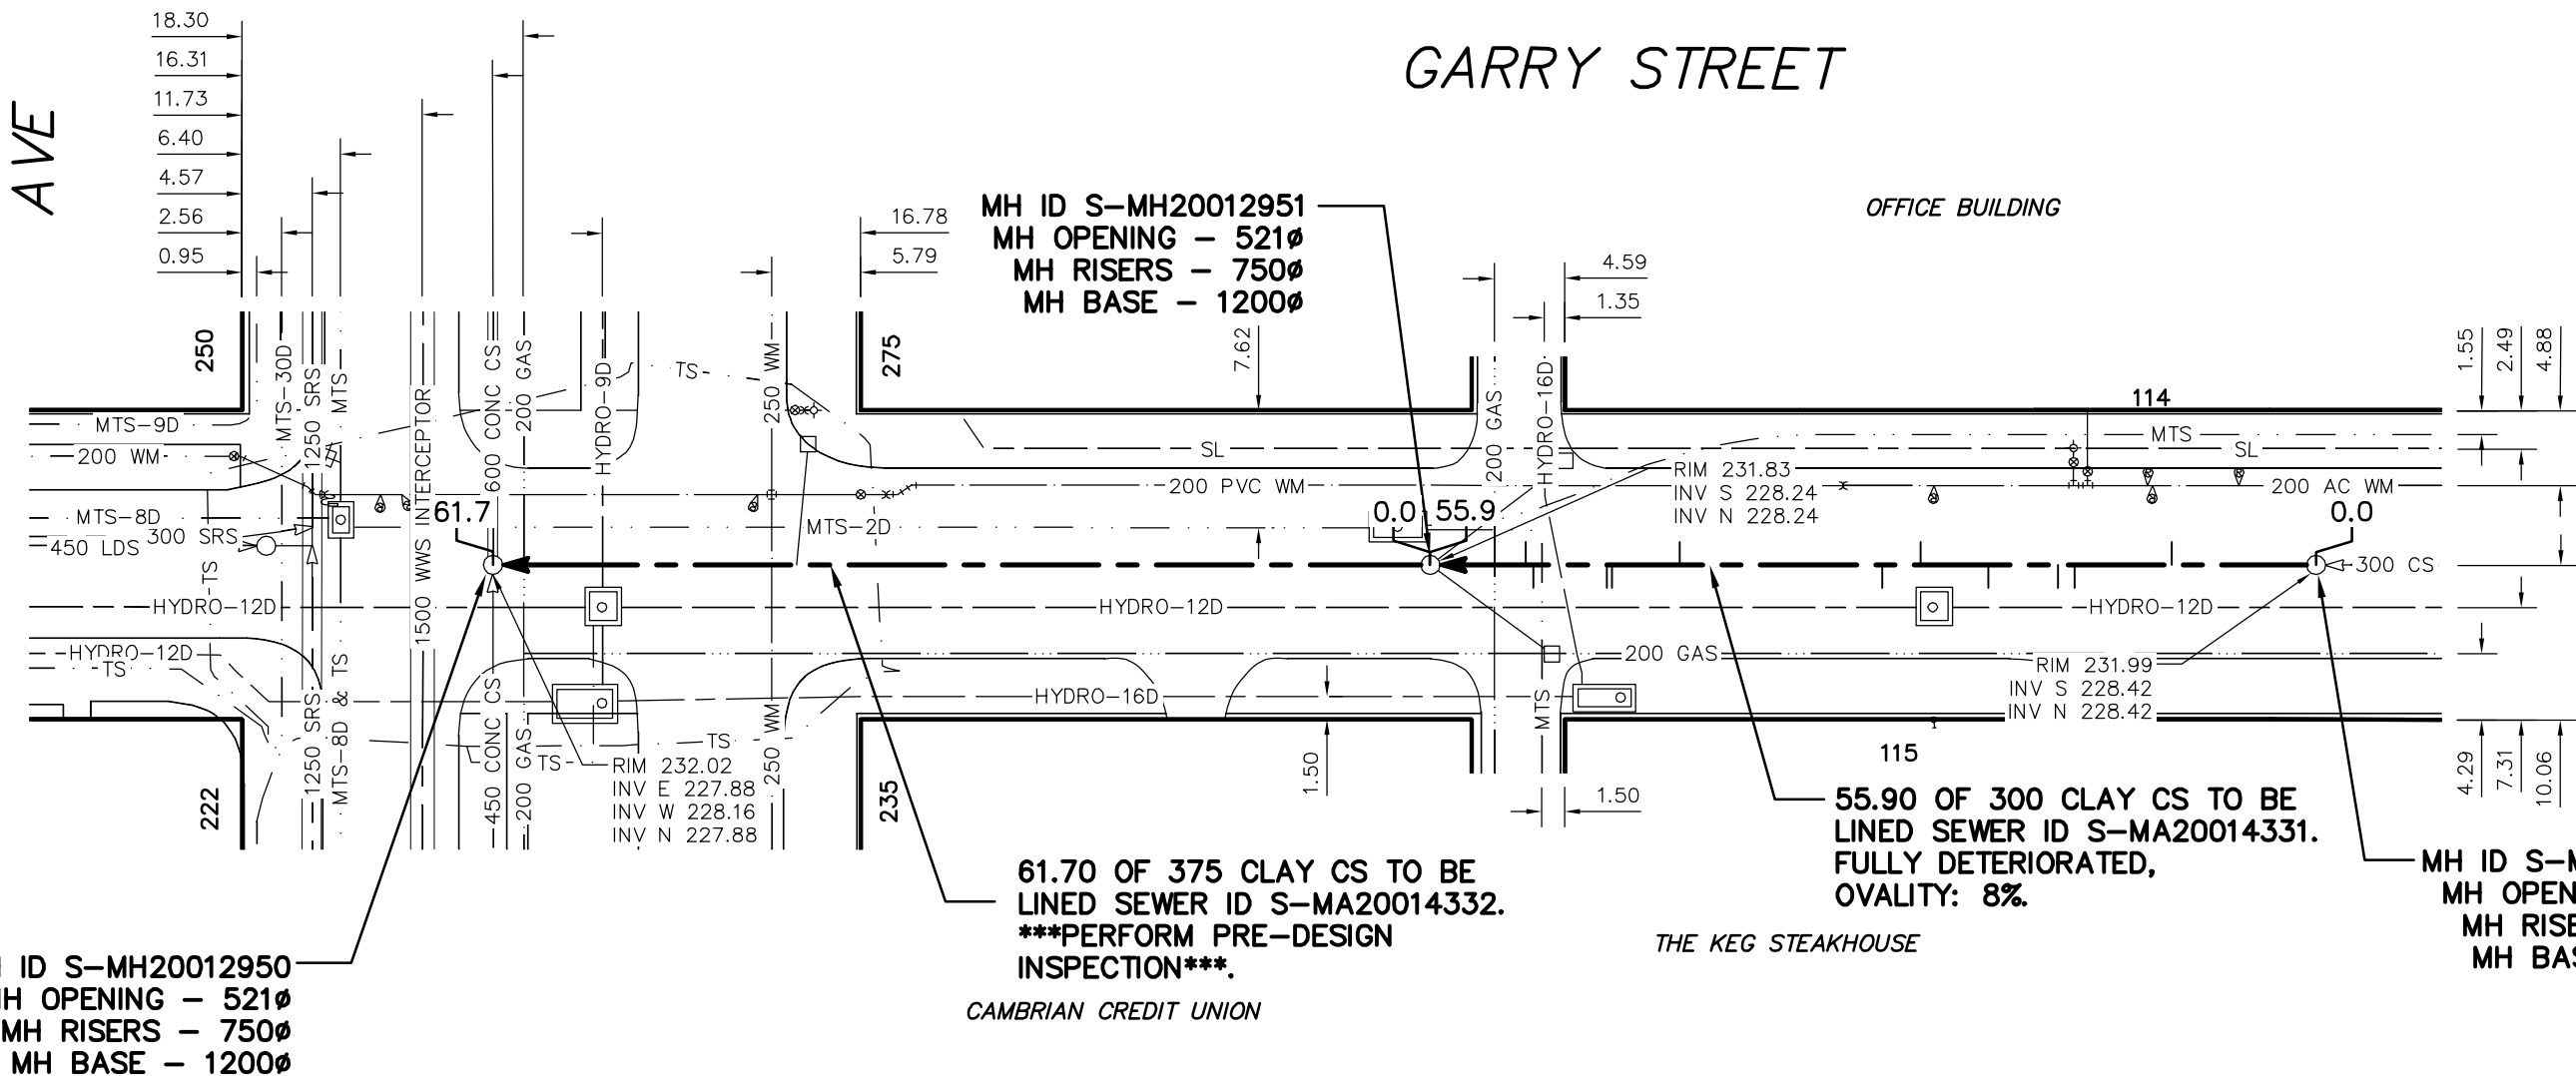 GARRY STREET
AVE
18.30
16.31
11.73
6.40
4.57
2.56
0.95
16.78
5.79
MH ID S-MH20012951
MH OPENING - 521ø
MH RISERS - 750ø
MH BASE - 1200ø
OFFICE BUILDING
4.59
1.35
7.62
1.55
2.49
4.88
250
275
114
MTS-30D
1250 SRS
MTS
1500 WWS INTERCEPTOR
600 CONC CS
200 GAS
HYDRO-9D
TS
250 WM
200 GAS
HYDRO-16D
MTS-9D
200 WM
MTS-8D
300 SRS
450 LDS
TS
61.7
SL
200 PVC WM
MTS-2D
0.0
55.9
RIM 231.83
INV S 228.24
INV N 228.24
MTS
SL
200 AC WM
0.0
300 CS
HYDRO-12D
HYDRO-12D
HYDRO-12D
HYDRO-12D
TS
200 GAS
HYDRO-16D
MTS
RIM 231.99
INV S 228.42
INV N 228.42
1250 SRS
MTS-8D & TS
450 CONC CS
200 GAS
TS
TS
250 WM
RIM 232.02
INV E 227.88
INV W 228.16
INV N 227.88
222
235
115
1.50
1.50
4.29
7.31
10.06
55.90 OF 300 CLAY CS TO BE
LINED SEWER ID S-MA20014331.
FULLY DETERIORATED,
OVALITY: 8%.
61.70 OF 375 CLAY CS TO BE
LINED SEWER ID S-MA20014332.
***PERFORM PRE-DESIGN
INSPECTION***.
THE KEG STEAKHOUSE
CAMBRIAN CREDIT UNION
ID S-MH20012950
MH OPENING - 521ø
MH RISERS - 750ø
MH BASE - 1200ø
MH ID S-M
MH OPEN
MH RISE
MH BAS